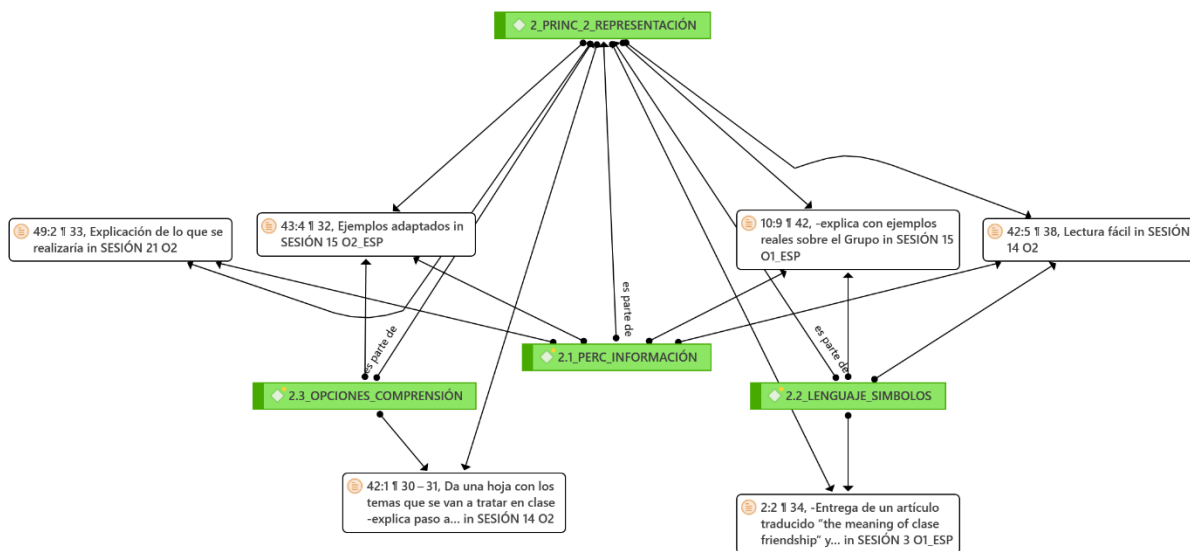 2_PRINC_2_REPRESENTACIÓN
49:2 ¶ 33, Explicación de lo que se
realizaría in SESIÓN 21 O2
43:4 ¶ 32, Ejemplos adaptados in
SESIÓN 15 O2_ESP
10:9 ¶ 42, -explica con ejemplos
reales sobre el Grupo in SESIÓN 15
O1_ESP
42:5 ¶ 38, Lectura fácil in SESIÓN
14 O2
es parte de
es parte de
es parte de
2.1_PERC_INFORMACIÓN
2.3_OPCIONES_COMPRENSIÓN
2.2_LENGUAJE_SIMBOLOS
42:1 ¶ 30 – 31, Da una hoja con los
temas que se van a tratar en clase
-explica paso a... in SESIÓN 14 O2
2:2 ¶ 34, -Entrega de un artículo
traducido “the meaning of clase
friendship” y... in SESIÓN 3 O1_ESP